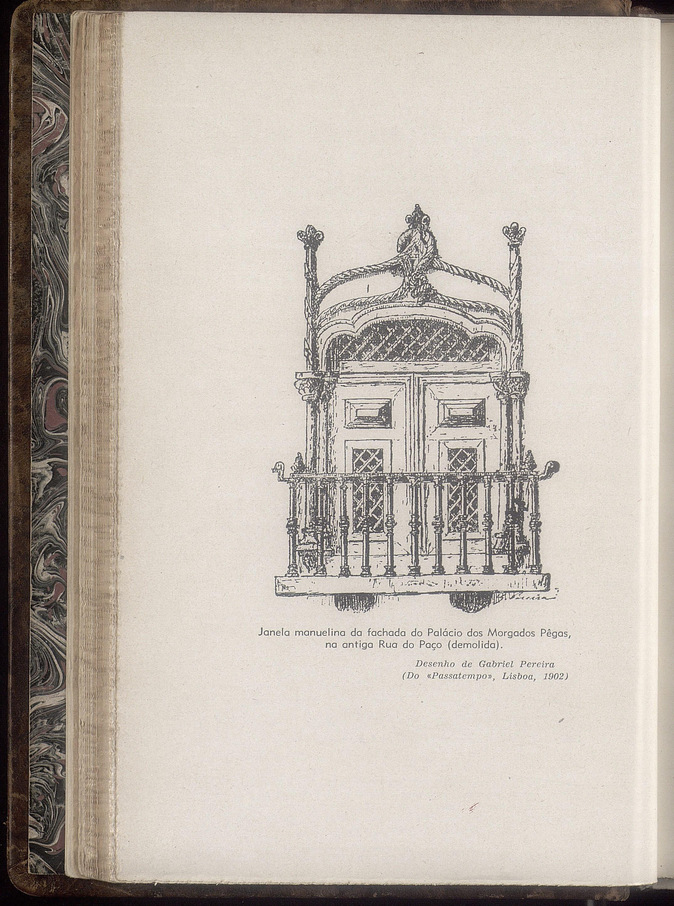 Janela manuelina da fachada do Palácio dos Morgados Pêgas,
na antiga Rua do Paço (demolida).
Desenho de Gabriel Pereira
(Do «Passatempo», Lisboa, 1902)